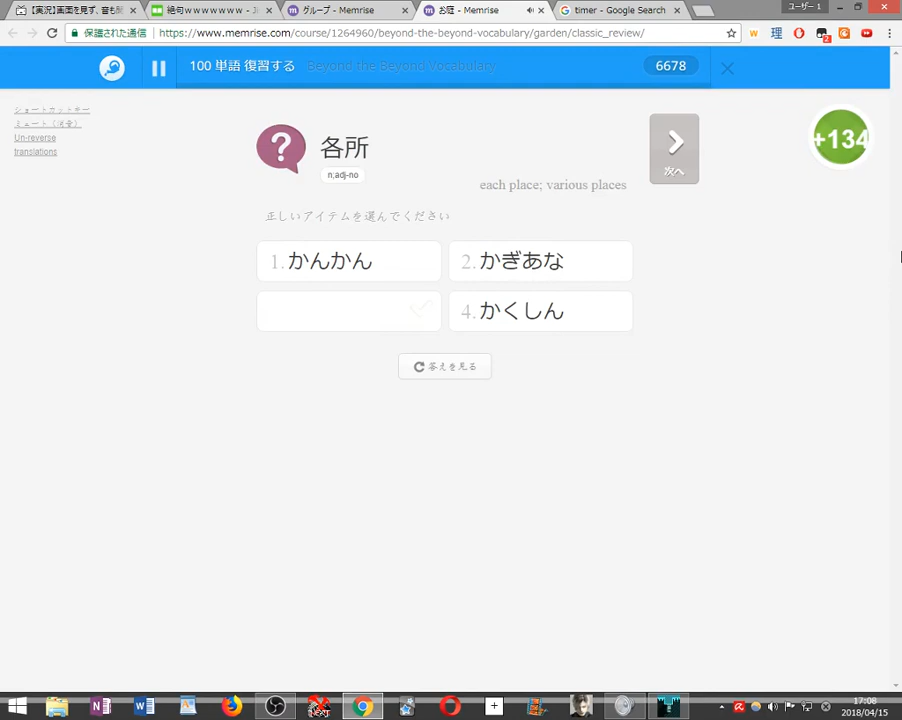 【実況】画面を見ず、音も聞
絶句ｗｗｗｗｗｗｗ - Ji
グループ - Memrise
お庭 - Memrise
timer - Google Search
ユーザー 1
保護された通信
https://www.memrise.com/course/1264960/beyond-the-beyond-vocabulary/garden/classic_review/
100 単語 復習する
Beyond the Beyond Vocabulary
6678
ショートカットキー
ミュート（消音）
Un-reverse
translations
?
各所
n;adj-no
次へ
+134
each place; various places
正しいアイテムを選んでください
1. かんかん
2. かぎあな
4. かくしん
答えを見る
17:08
2018/04/15